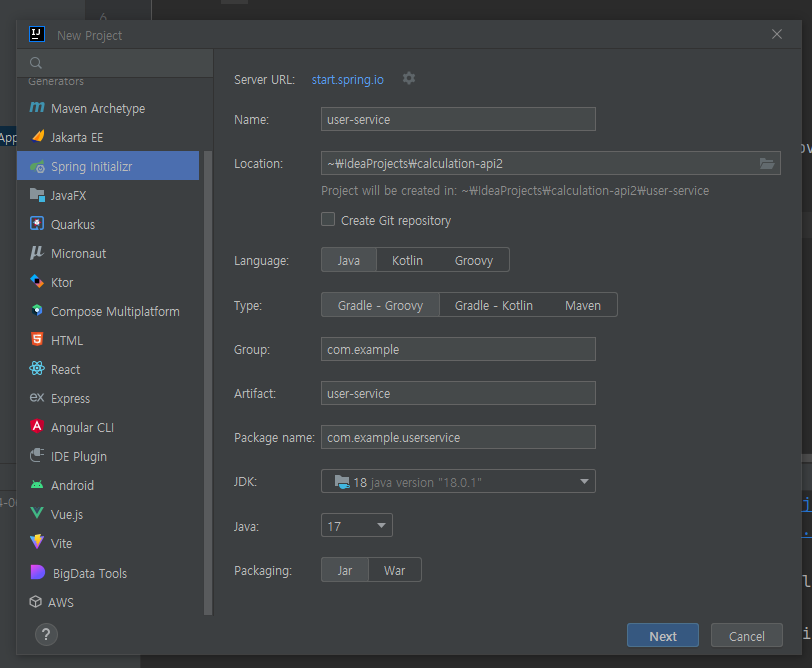 6
New Project
Generators
Maven Archetype
Jakarta EE
Spring Initializr
JavaFX
Quarkus
Micronaut
Ktor
Compose Multiplatform
HTML
React
ex Express
Angular CLI
IDE Plugin
Android
Vue.js
Vite
BigData Tools
AWS
?
App
Server URL: start.spring.io
Name: user-service
Location: ~₩IdeaProjects₩calculation-api2
Project will be created in: ~₩IdeaProjects₩calculation-api2₩user-service
Create Git repository
Language: Java Kotlin Groovy
Type: Gradle - Groovy Gradle - Kotlin Maven
Group: com.example
Artifact: user-service
Package name: com.example.userservice
JDK: 18 java version "18.0.1"
Java: 17
Packaging: Jar War
Next Cancel